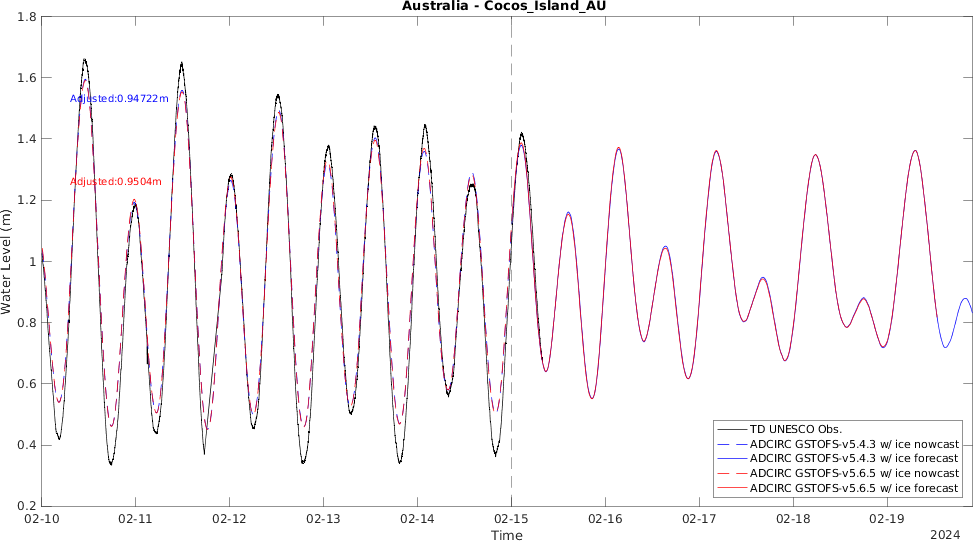 Australia - Cocos_Island_AU
1.8
1.6
1.4
1.2
1
0.8
0.6
0.4
0.2
Water Level (m)
Adjusted:0.94722m
Adjusted:0.9504m
TD UNESCO Obs.
ADCIRC GSTOFS-v5.4.3 w/ ice nowcast
ADCIRC GSTOFS-v5.4.3 w/ ice forecast
ADCIRC GSTOFS-v5.6.5 w/ ice nowcast
ADCIRC GSTOFS-v5.6.5 w/ ice forecast
02-10 02-11 02-12 02-13 02-14 02-15 02-16 02-17 02-18 02-19
Time
2024